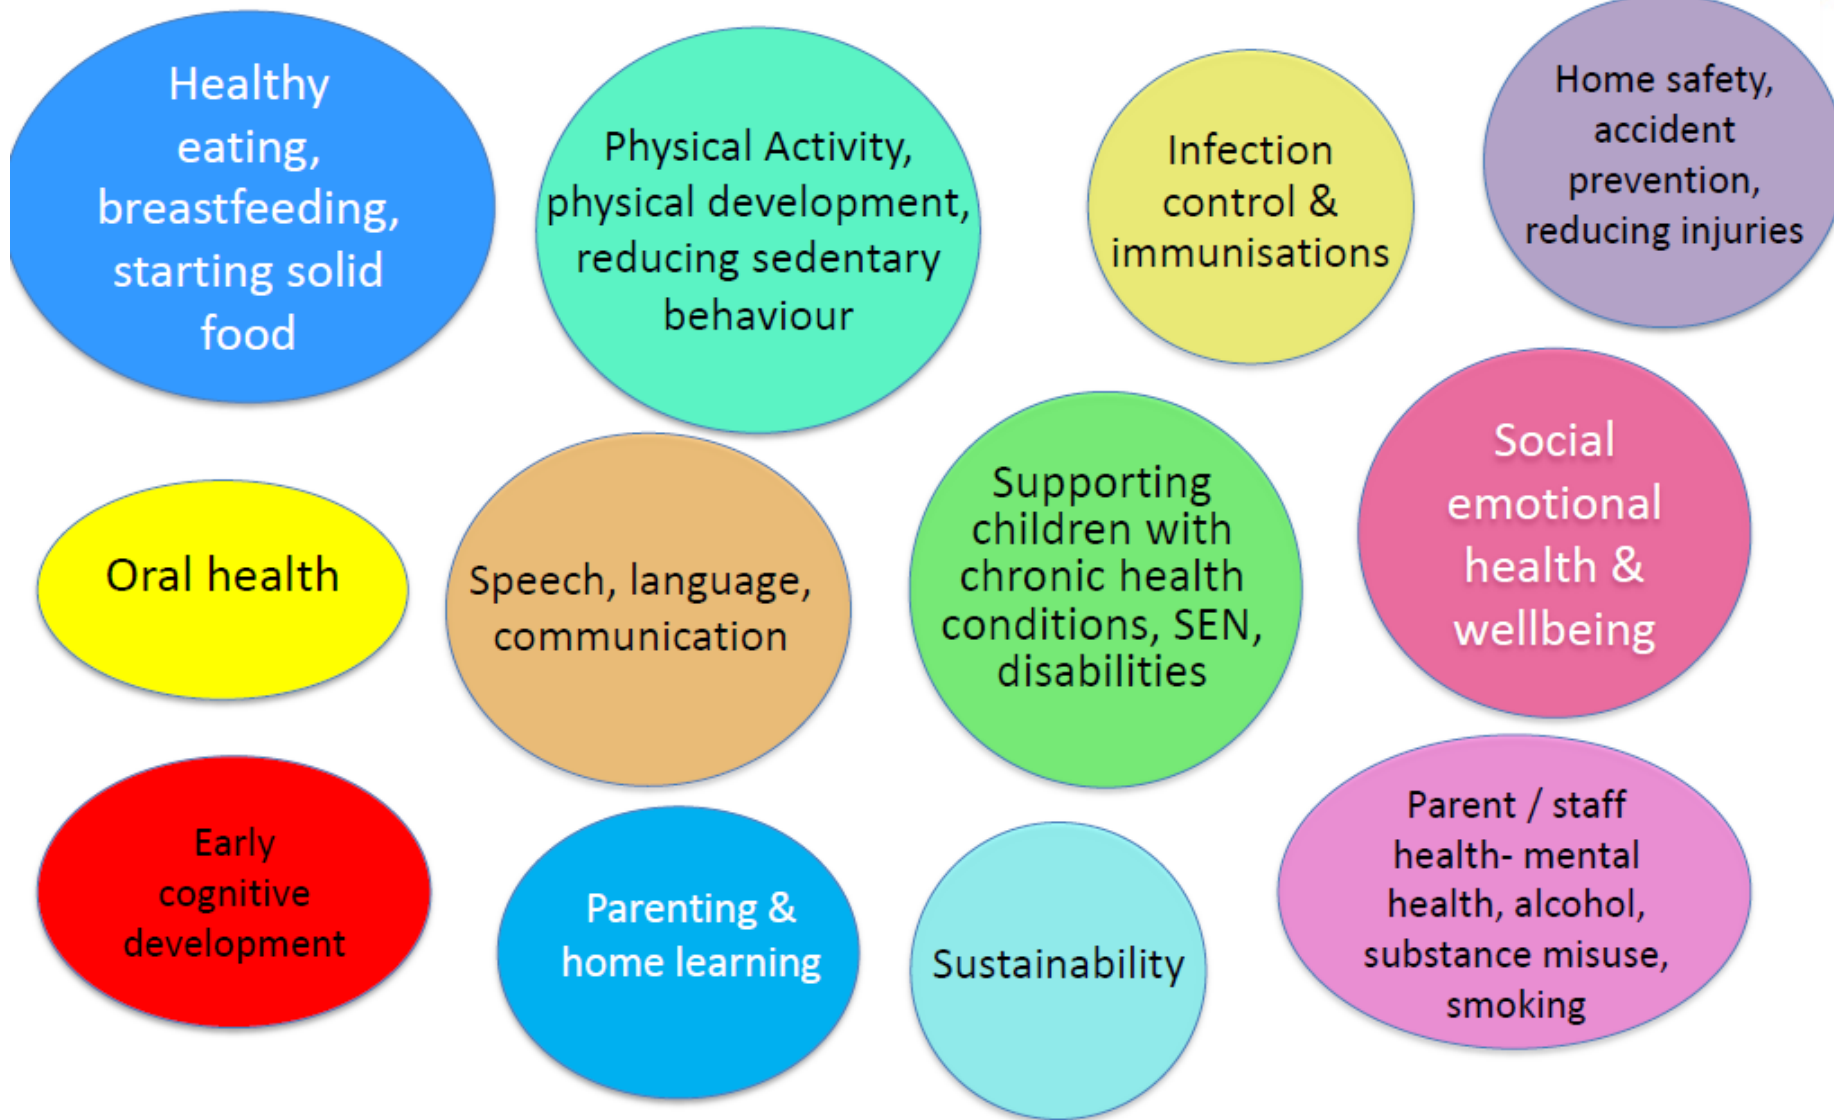 Healthy
eating,
breastfeeding,
starting solid
food
Physical Activity,
physical development,
reducing sedentary
behaviour
Infection
control &
immunisations
Home safety,
accident
prevention,
reducing injuries
Oral health
Speech, language,
communication
Supporting
children with
chronic health
conditions, SEN,
disabilities
Social
emotional
health &
wellbeing
Early
cognitive
development
Parenting &
home learning
Sustainability
Parent / staff
health- mental
health, alcohol,
substance misuse,
smoking